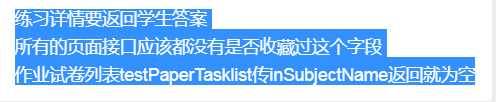 练习详情要返回学生答案
所有的页面接口应该都没有是否收藏过这个字段
作业试卷列表testPaperTasklist传inSubjectName返回就为空